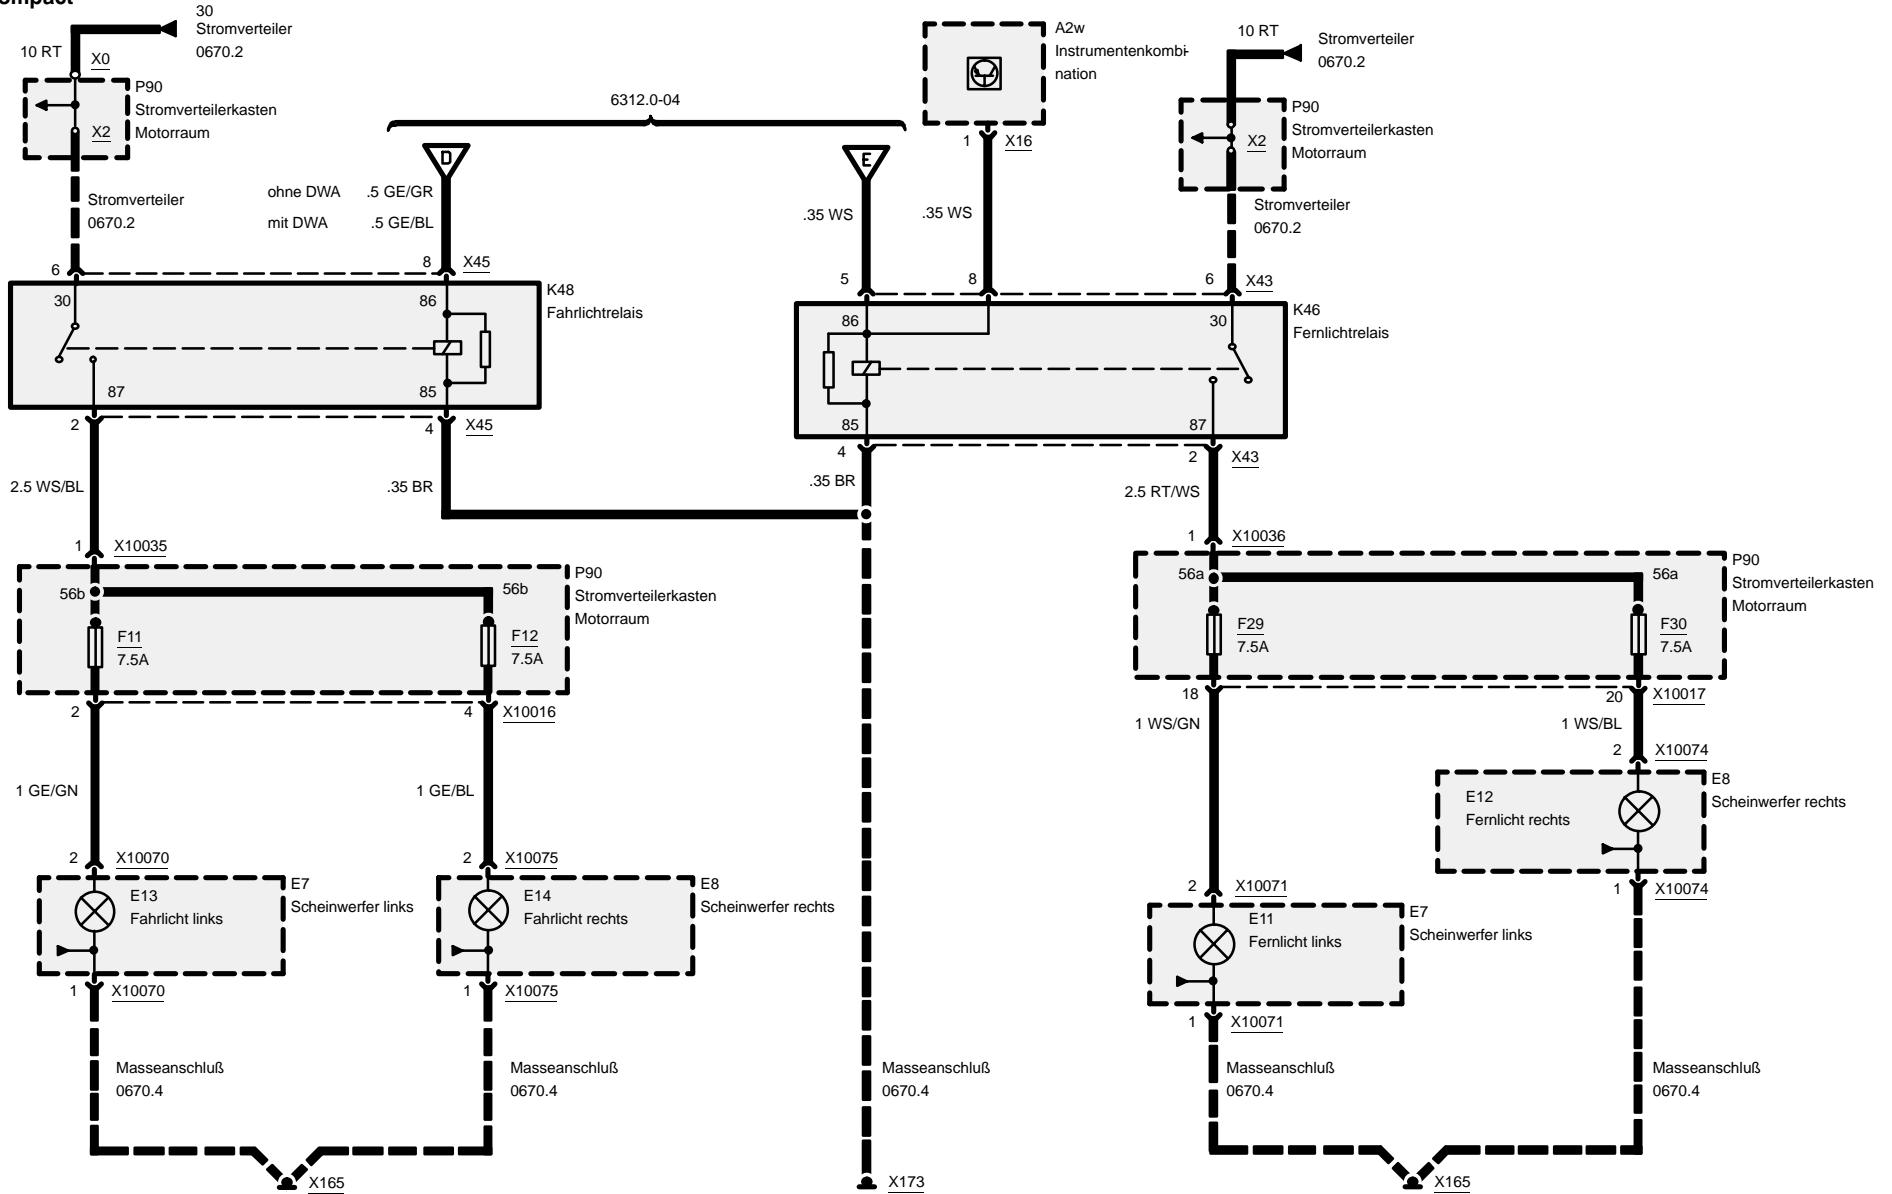 ompact
30
Stromverteiler
0670.2
10 RT
X0
P90
Stromverteilerkasten
Motorraum
X2
Stromverteiler
0670.2
6312.0-04
D
E
ohne DWA .5 GE/GR
mit DWA .5 GE/BL
.35 WS
.35 WS
A2w
Instrumentenkombi-
nation
1 X16
10 RT
Stromverteiler
0670.2
P90
Stromverteilerkasten
Motorraum
X2
Stromverteiler
0670.2
6
8 X45
30
86
K48
Fahrlichtrelais
87
85
2
4 X45
5
8
6 X43
86
30
K46
Fernlichtrelais
85
87
4
2 X43
2.5 WS/BL
.35 BR
.35 BR
2.5 RT/WS
1 X10035
56b
56b
P90
Stromverteilerkasten
Motorraum
F11
7.5A
F12
7.5A
2
4 X10016
1 X10036
56a
56a
P90
Stromverteilerkasten
Motorraum
F29
7.5A
F30
7.5A
18
20 X10017
1 GE/GN
1 GE/BL
1 WS/GN
1 WS/BL
2 X10074
E12
Fernlicht rechts
E8
Scheinwerfer rechts
1 X10074
2 X10070
E13
Fahrlicht links
E7
Scheinwerfer links
1 X10070
2 X10075
E14
Fahrlicht rechts
E8
Scheinwerfer rechts
1 X10075
2 X10071
E11
Fernlicht links
E7
Scheinwerfer links
1 X10071
Masseanschluß
0670.4
Masseanschluß
0670.4
Masseanschluß
0670.4
Masseanschluß
0670.4
Masseanschluß
0670.4
X165
X173
X165